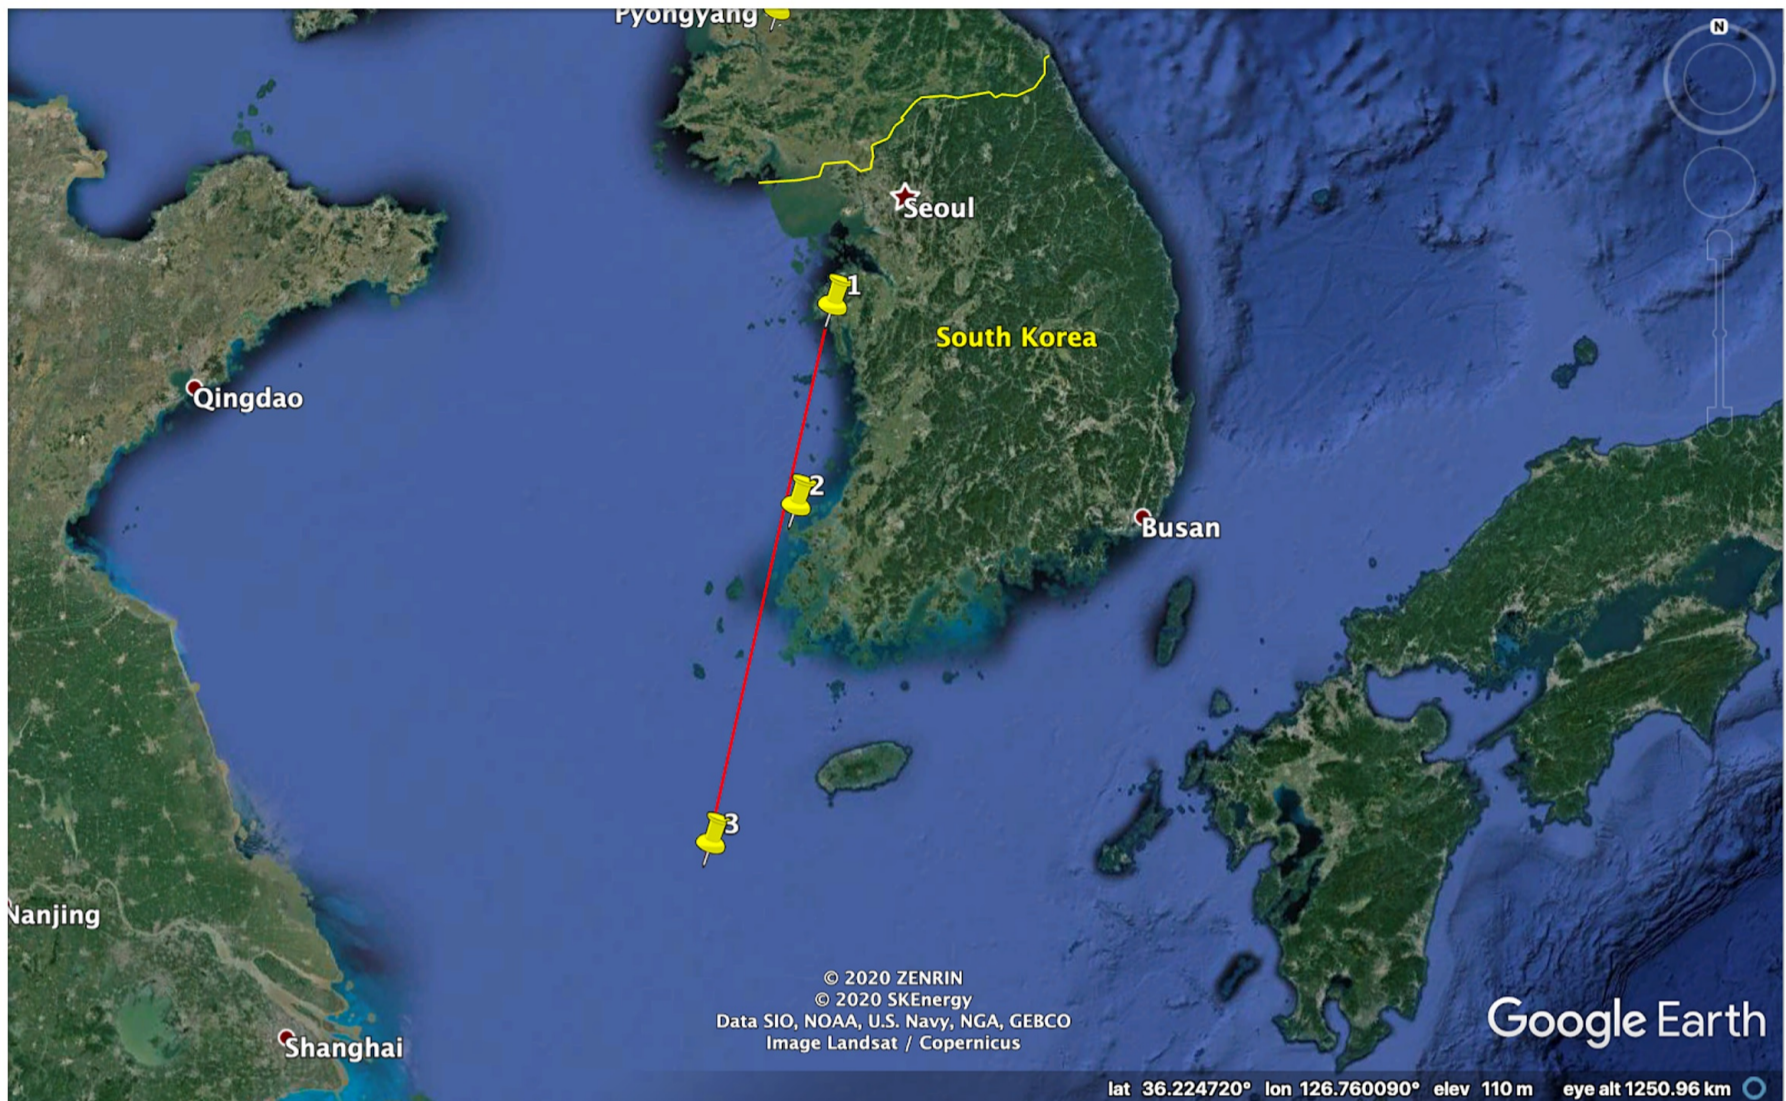 Pyongyang
N
Seoul
1
South Korea
Qingdao
2
Busan
3
Nanjing
© 2020 ZENRIN
© 2020 SKEnergy
Data SIO, NOAA, U.S. Navy, NGA, GEBCO
Image Landsat / Copernicus
Google Earth
Shanghai
lat 36.224720° lon 126.760090° elev 110 m eye alt 1250.96 km